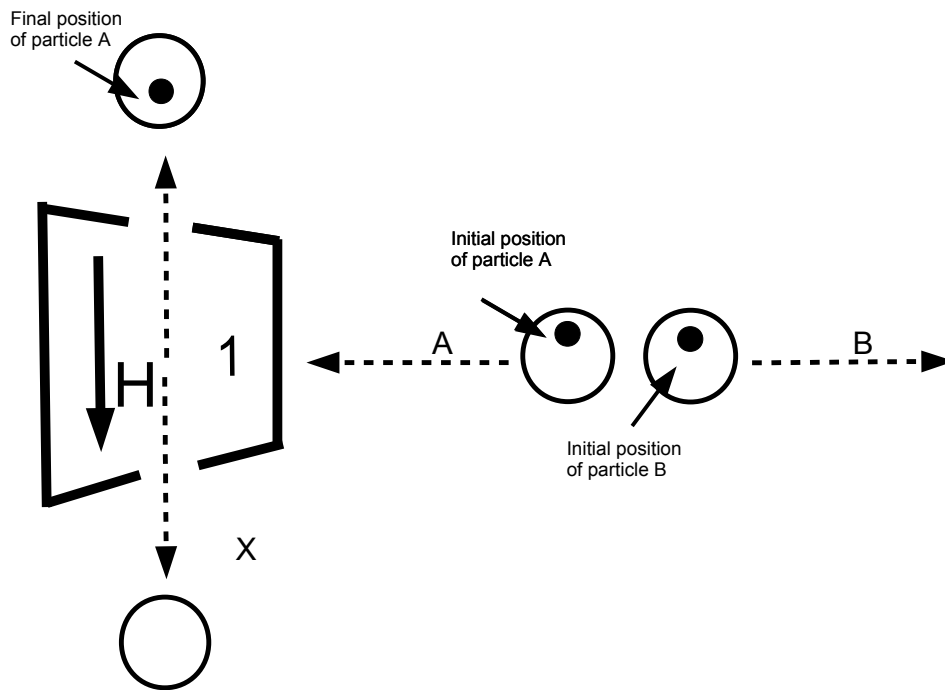 Final position
of particle A
Initial position
of particle A
A
B
H
1
Initial position
of particle B
X